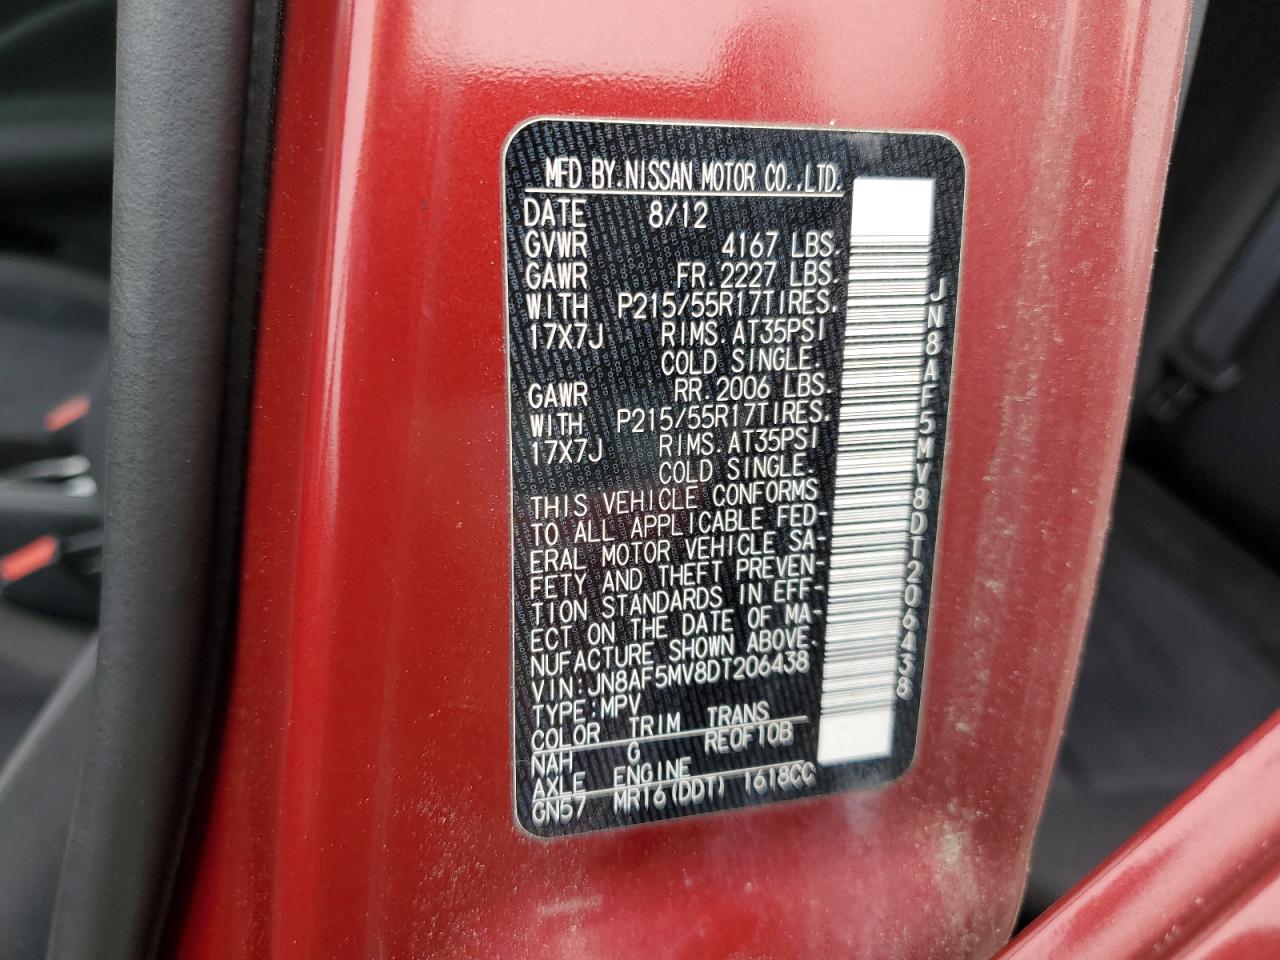 MFD BY.NISSAN MOTOR CO.,LTD.
DATE 8/12
GVWR 4167 LBS.
GAWR FR.2227 LBS.
WITH P215/55R17TIRES.
17X7J RIMS.AT35PSI
COLD SINGLE.
GAWR RR.2006 LBS.
WITH P215/55R17TIRES.
17X7J RIMS.AT35PSI
COLD SINGLE.
THIS VEHICLE CONFORMS
TO ALL APPLICABLE FED-
ERAL MOTOR VEHICLE SA-
FETY AND THEFT PREVEN-
TION STANDARDS IN EFF-
ECT ON THE DATE OF MA-
NUFACTURE SHOWN ABOVE.
VIN:JN8AF5MV8DT206438
TYPE:MPV
COLOR TRIM TRANS
NAH G RE0F10B
AXLE ENGINE
GN57 MR16(DDT) 1618CC
JN8AF5MV8DT206438